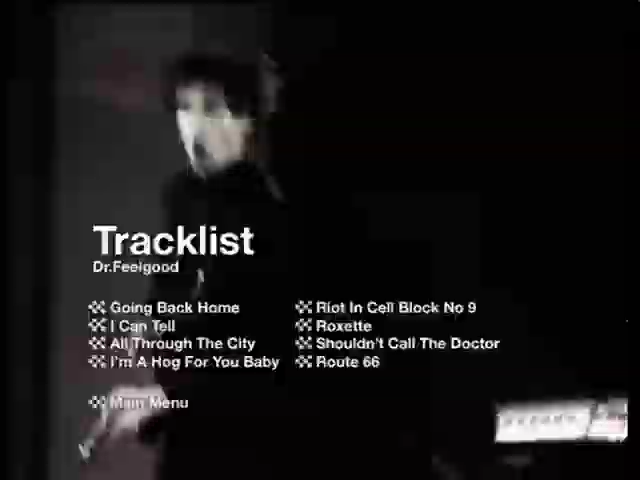 Tracklist
Dr.Feelgood
Going Back Home
I Can Tell
All Through The City
I'm A Hog For You Baby
Riot In Cell Block No 9
Roxette
Shouldn't Call The Doctor
Route 66
Main Menu